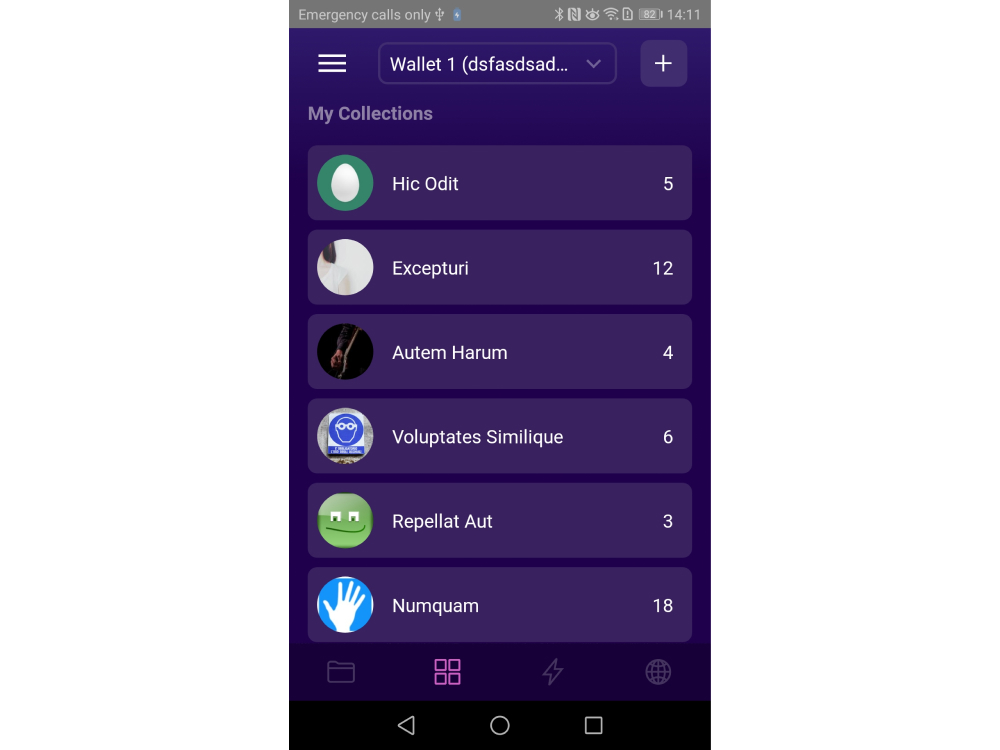 Emergency calls only 82 14:11
Wallet 1 (dsfasdsad...
My Collections
Hic Odit 5
Excepturi 12
Autem Harum 4
Voluptates Similique 6
Repellat Aut 3
Numquam 18